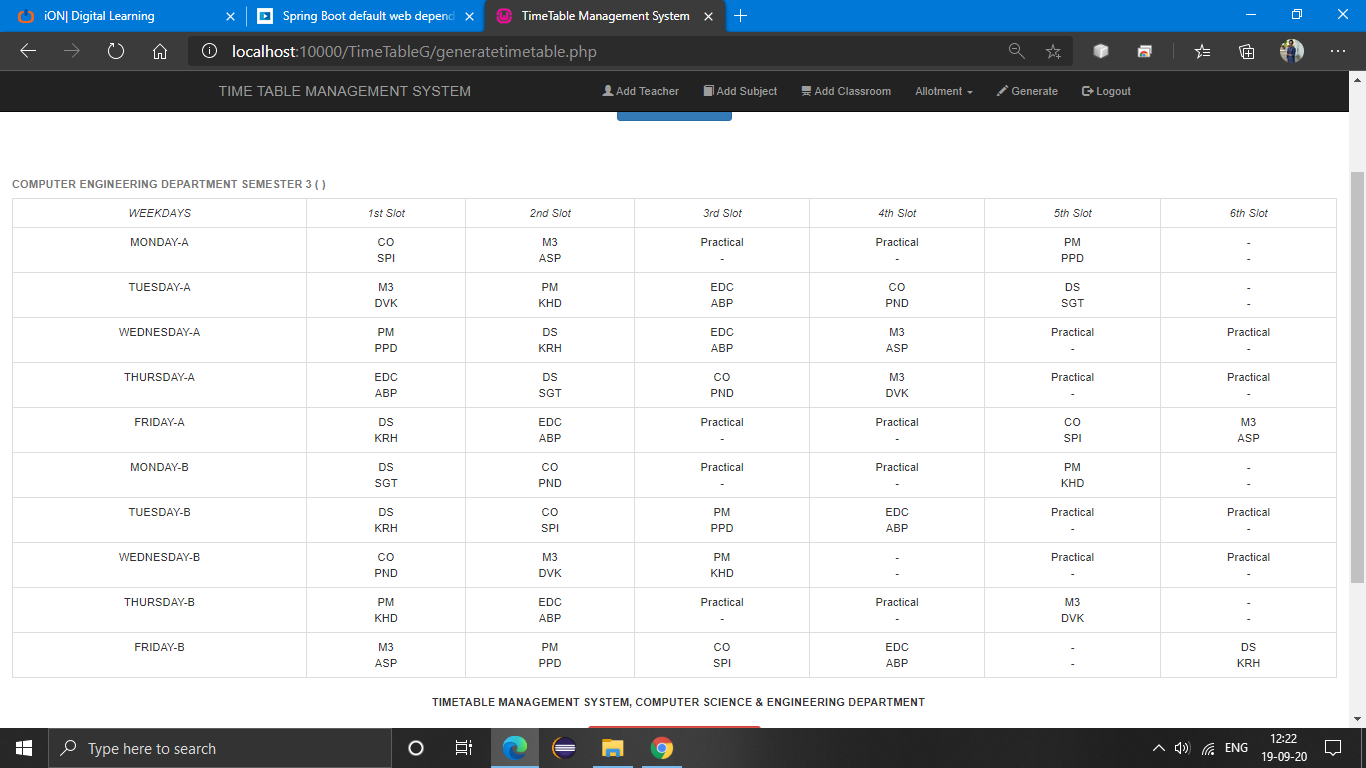 iON| Digital Learning
Spring Boot default web depend
TimeTable Management System
localhost:10000/TimeTableG/generatetimetable.php
TIME TABLE MANAGEMENT SYSTEM Add Teacher Add Subject Add Classroom Allotment Generate Logout
COMPUTER ENGINEERING DEPARTMENT SEMESTER 3 ( )
WEEKDAYS 1st Slot 2nd Slot 3rd Slot 4th Slot 5th Slot 6th Slot
MONDAY-A CO M3 Practical Practical PM -
SPI ASP - - PPD -
TUESDAY-A M3 PM EDC CO DS -
DVK KHD ABP PND SGT -
WEDNESDAY-A PM DS EDC M3 Practical Practical
PPD KRH ABP ASP - -
THURSDAY-A EDC DS CO M3 Practical Practical
ABP SGT PND DVK - -
FRIDAY-A DS EDC Practical Practical CO M3
KRH ABP - - SPI ASP
MONDAY-B DS CO Practical Practical PM -
SGT PND - - KHD -
TUESDAY-B DS CO PM EDC Practical Practical
KRH SPI PPD ABP - -
WEDNESDAY-B CO M3 PM - Practical Practical
PND DVK KHD - - -
THURSDAY-B PM EDC Practical Practical M3 -
KHD ABP - - DVK -
FRIDAY-B M3 PM CO EDC - DS
ASP PPD SPI ABP - KRH
TIMETABLE MANAGEMENT SYSTEM, COMPUTER SCIENCE & ENGINEERING DEPARTMENT
Type here to search
ENG
12:22
19-09-20